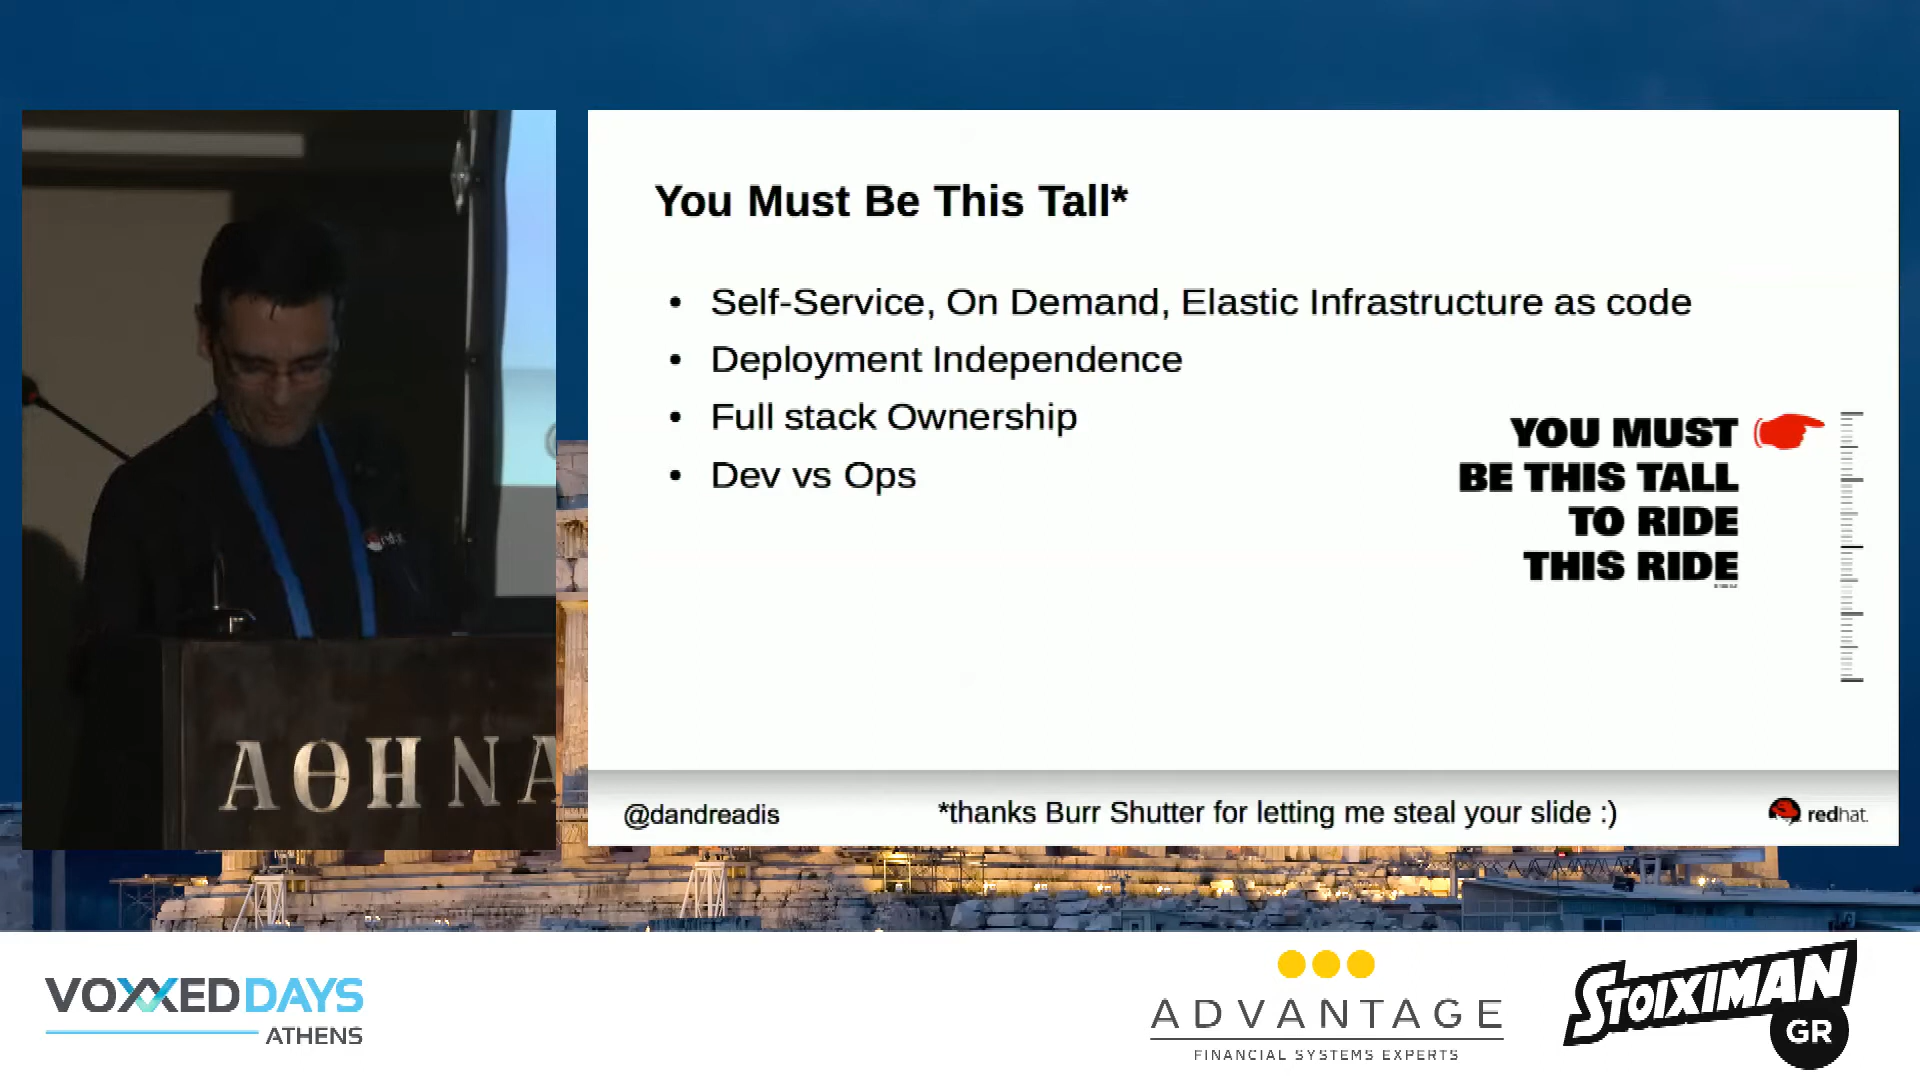 You Must Be This Tall*
• Self-Service, On Demand, Elastic Infrastructure as code
• Deployment Independence
• Full stack Ownership
• Dev vs Ops
YOU MUST
BE THIS TALL
TO RIDE
THIS RIDE
@dandreadis
*thanks Burr Shutter for letting me steal your slide :)
redhat.
ΑΘΗΝΑ
VOXXED DAYS
ATHENS
ADVANTAGE
FINANCIAL SYSTEMS EXPERTS
STOIXIMAN
GR